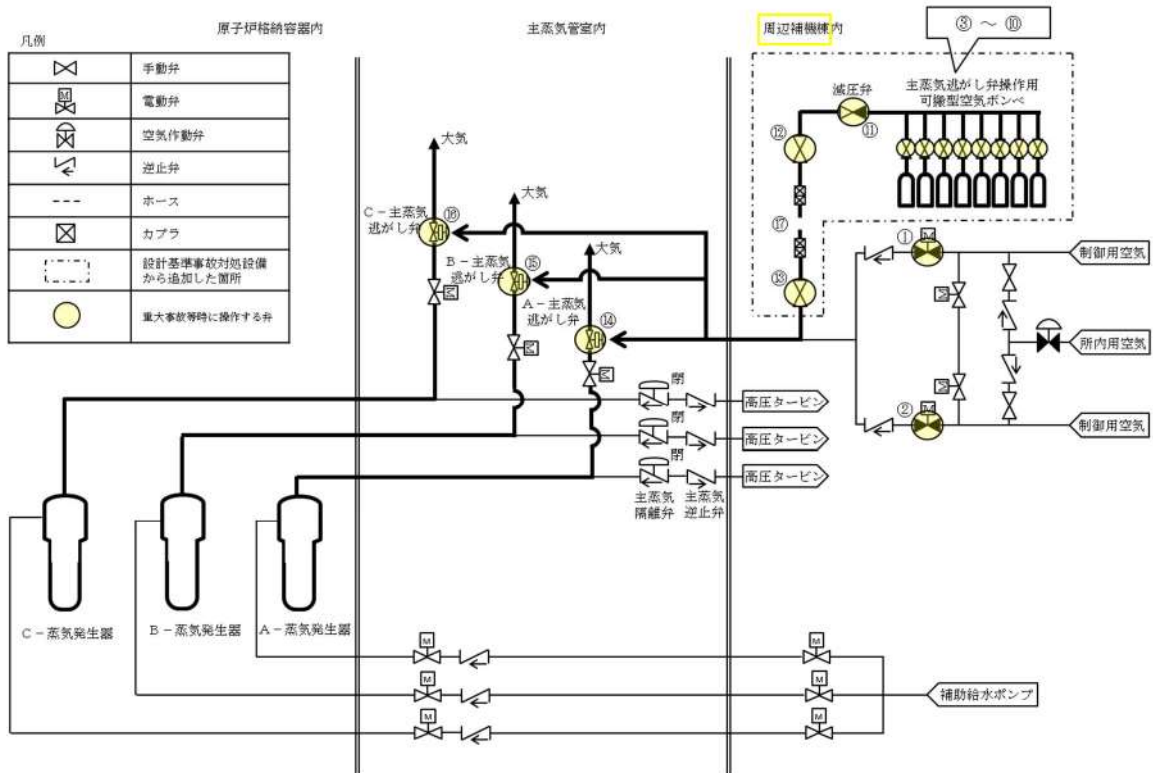 凡例
手動弁
M
電動弁
空気作動弁
逆止弁
ホース
カプラ
設計基準事故対処設備
から追加した箇所
重大事故等時に操作する弁
原子炉格納容器内
主蒸気管室内
周辺補機棟内
③ ～ ⑩
主蒸気逃がし弁操作用
可搬型空気ボンベ
減圧弁
⑪
⑫
⑰
⑬
大気
C－主蒸気
逃がし弁
⑯
大気
B－主蒸気
逃がし弁
⑮
大気
A－主蒸気
逃がし弁
⑭
M
M
M
①
M
制御用空気
M
所内用空気
M
②
M
制御用空気
閉
高圧タービン
閉
高圧タービン
閉
高圧タービン
主蒸気
隔離弁
主蒸気
逆止弁
C－蒸気発生器
B－蒸気発生器
A－蒸気発生器
M
M
M
M
M
M
補助給水ポンプ